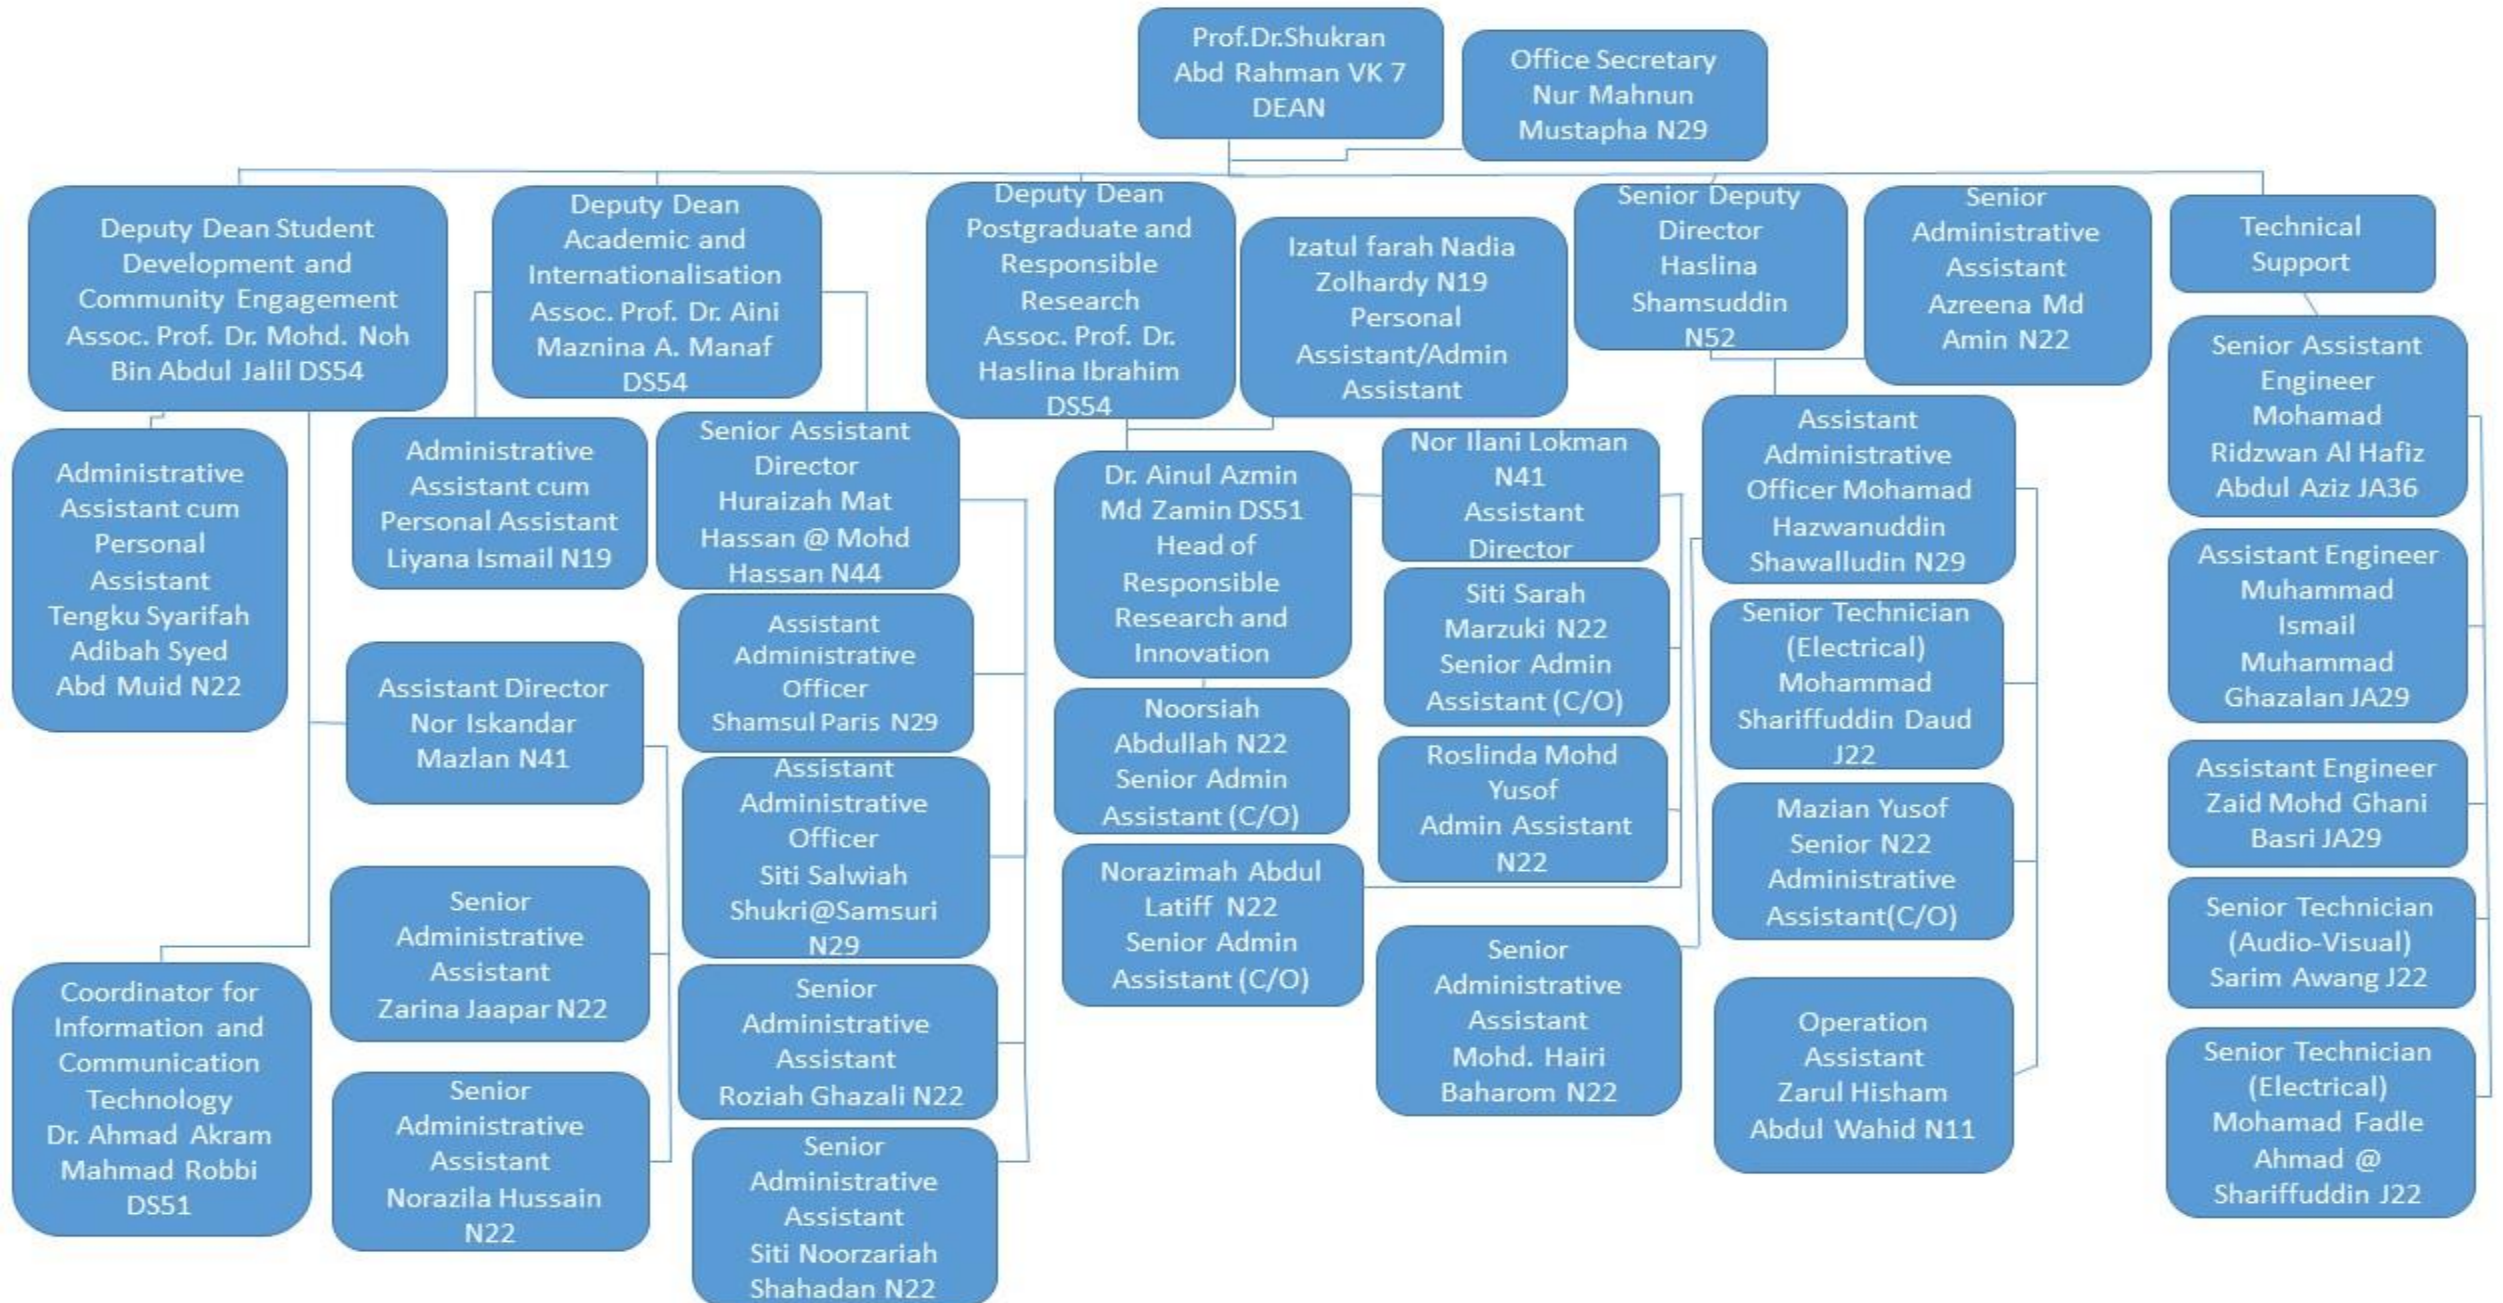 Prof.Dr.Shukran
Abd Rahman VK 7
DEAN
Office Secretary
Nur Mahnun
Mustapha N29
Deputy Dean Student
Development and
Community Engagement
Assoc. Prof. Dr. Mohd. Noh
Bin Abdul Jalil DS54
Deputy Dean
Academic and
Internationalisation
Assoc. Prof. Dr. Aini
Maznina A. Manaf
DS54
Deputy Dean
Postgraduate and
Responsible
Research
Assoc. Prof. Dr.
Haslina Ibrahim
DS54
Izatul farah Nadia
Zolhardy N19
Personal
Assistant/Admin
Assistant
Senior Deputy
Director
Haslina
Shamsuddin
N52
Senior
Administrative
Assistant
Azreena Md
Amin N22
Technical
Support
Administrative
Assistant cum
Personal
Assistant
Tengku Syarifah
Adibah Syed
Abd Muid N22
Administrative
Assistant cum
Personal Assistant
Liyana Ismail N19
Senior Assistant
Director
Huraizah Mat
Hassan @ Mohd
Hassan N44
Dr. Ainul Azmin
Md Zamin DS51
Head of
Responsible
Research and
Innovation
Nor Ilani Lokman
N41
Assistant
Director
Assistant
Administrative
Officer Mohamad
Hazwanuddin
Shawalludin N29
Senior Assistant
Engineer
Mohamad
Ridzwan Al Hafiz
Abdul Aziz JA36
Assistant Director
Nor Iskandar
Mazlan N41
Assistant
Administrative
Officer
Shamsul Paris N29
Siti Sarah
Marzuki N22
Senior Admin
Assistant (C/O)
Senior Technician
(Electrical)
Mohammad
Shariffuddin Daud
J22
Assistant Engineer
Muhammad
Ismail
Muhammad
Ghazalan JA29
Assistant
Administrative
Officer
Siti Salwiah
Shukri@Samsuri
N29
Noorsiah
Abdullah N22
Senior Admin
Assistant (C/O)
Roslinda Mohd
Yusof
Admin Assistant
N22
Mazian Yusof
Senior N22
Administrative
Assistant(C/O)
Assistant Engineer
Zaid Mohd Ghani
Basri JA29
Senior
Administrative
Assistant
Zarina Jaapar N22
Norazimah Abdul
Latiff N22
Senior Admin
Assistant (C/O)
Senior Technician
(Audio-Visual)
Sarim Awang J22
Coordinator for
Information and
Communication
Technology
Dr. Ahmad Akram
Mahmad Robbi
DS51
Senior
Administrative
Assistant
Norazila Hussain
N22
Senior
Administrative
Assistant
Roziah Ghazali N22
Senior
Administrative
Assistant
Mohd. Hairi
Baharom N22
Operation
Assistant
Zarul Hisham
Abdul Wahid N11
Senior Technician
(Electrical)
Mohamad Fadle
Ahmad @
Shariffuddin J22
Senior
Administrative
Assistant
Siti Noorzariah
Shahadan N22